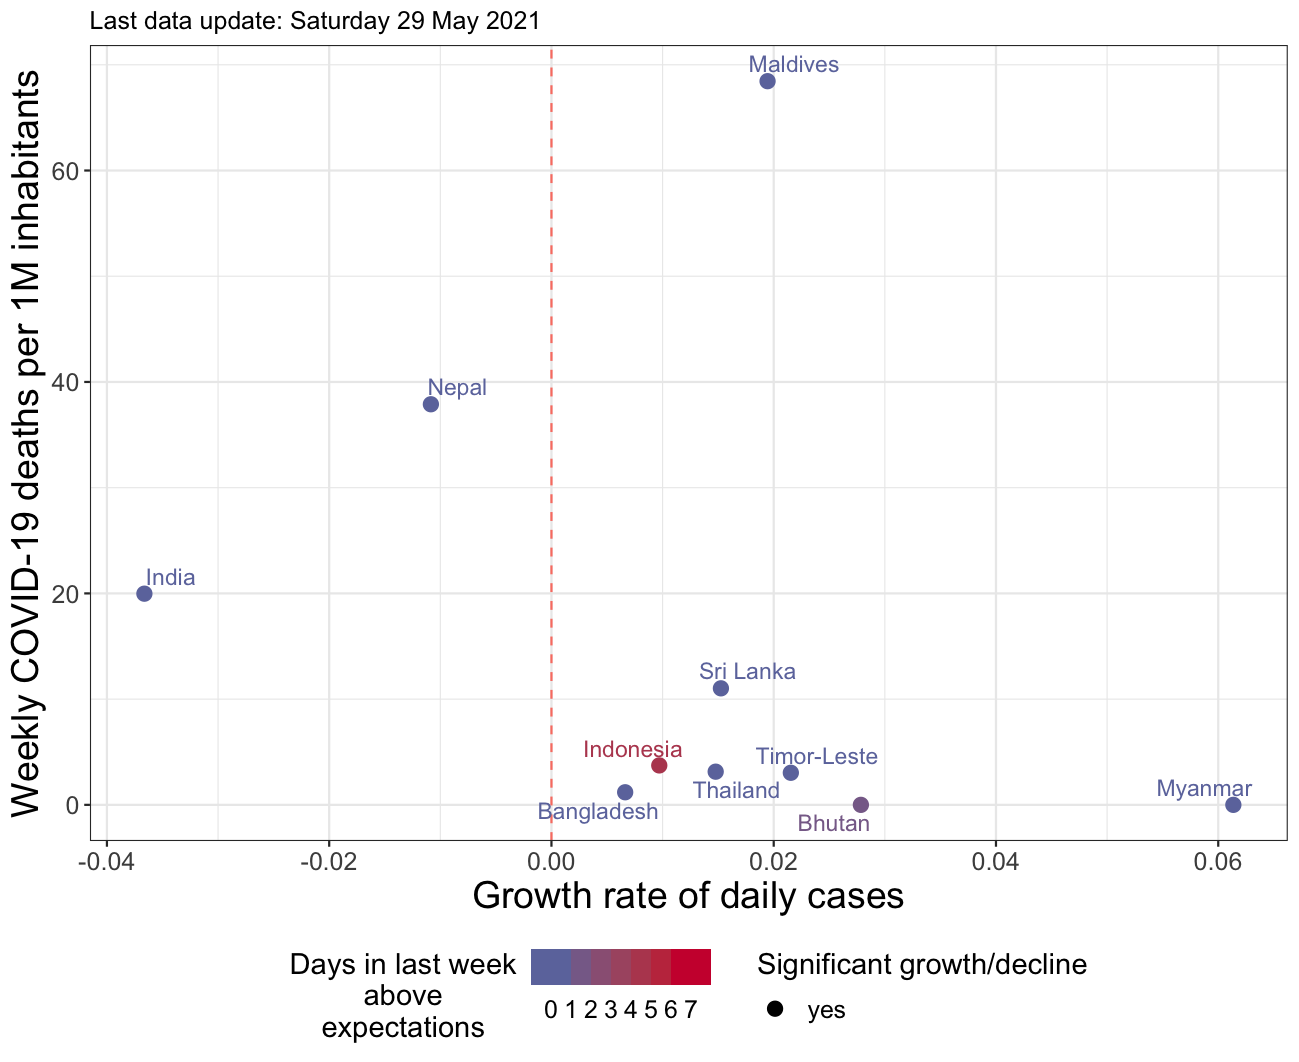 Last data update: Saturday 29 May 2021
Weekly COVID-19 deaths per 1M inhabitants
Maldives
60
Nepal
40
India
20
Sri Lanka
Indonesia
Timor-Leste
Thailand
Myanmar
Bangladesh
Bhutan
0
-0.04 -0.02 0.00 0.02 0.04 0.06
Growth rate of daily cases
Days in last week
above
expectations
0 1 2 3 4 5 6 7
Significant growth/decline
yes